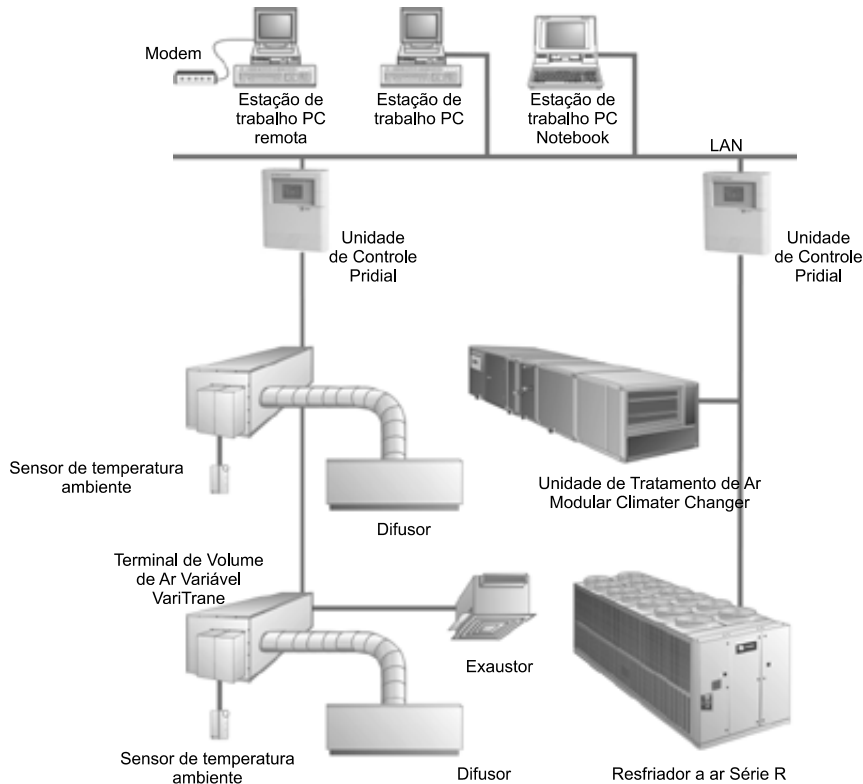 Modem
Estação de
trabalho PC
remota
Estação de
trabalho PC
Estação de
trabalho PC
Notebook
LAN
Unidade
de Controle
Pridial
Unidade
de Controle
Pridial
Sensor de temperatura
ambiente
Difusor
Unidade de Tratamento de Ar
Modular Climater Changer
Terminal de Volume
de Ar Variável
VariTrane
Exaustor
Sensor de temperatura
ambiente
Difusor
Resfriador a ar Série R